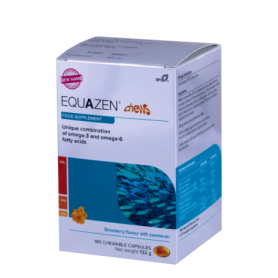 NEW NAME
EQUAZEN® chews
FOOD SUPPLEMENT
Unique combination
of omega-3 and omega-6
fatty acids
Strawberry flavour with sweetener
180 CHEWABLE CAPSULES
Net weight 132 g